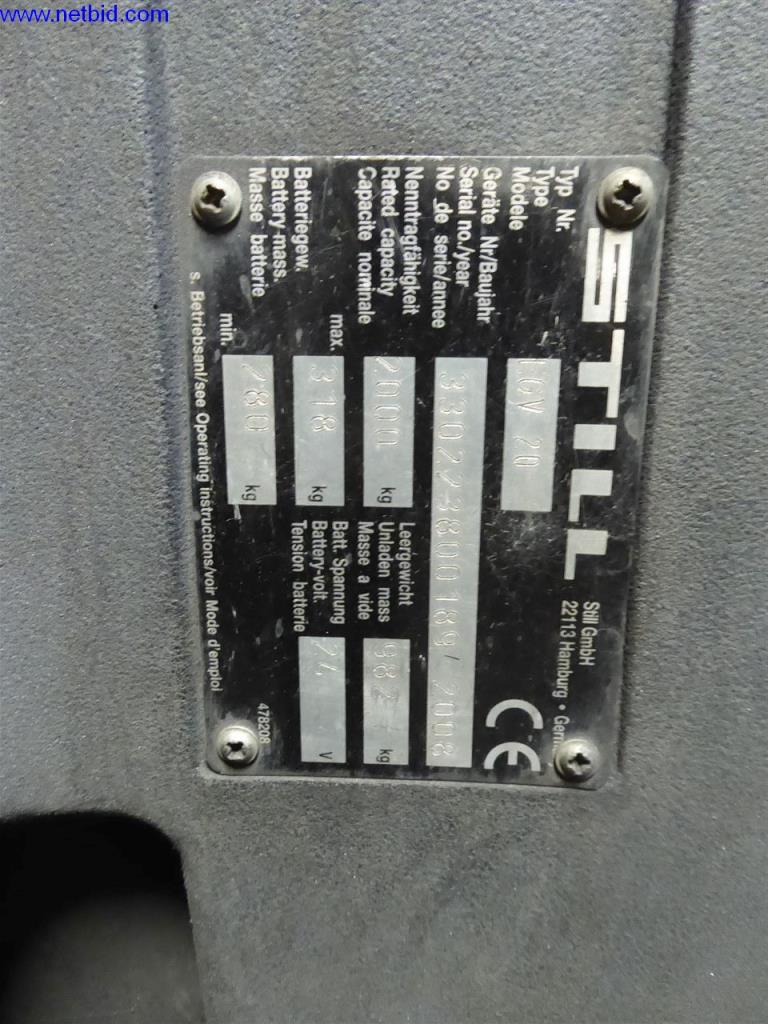 www.netbid.com
STILL
Still GmbH
22113 Hamburg • Germ
Typ Nr.
Type
Modele
EGV 20
Geräte Nr/Baujahr
Serial no./year
No de serie/annee
330223800189/2008
Nenntragfähigkeit
Rated capacity
Capacite nominale
2000 kg
Leergewicht
Unladen mass
Masse a vide
982 kg
Batteriegew.
Battery-mass.
Masse batterie
max. 318 kg
min. 280 kg
Batt. Spannung
Battery-volt.
Tension batterie
24 V
s. Betriebsanl/see Operating instructions/voir Mode d'emploi
478208
CE